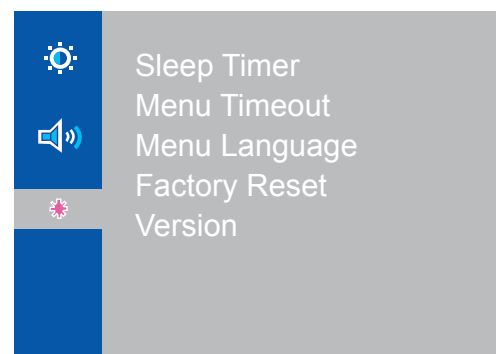 Sleep Timer
Menu Timeout
Menu Language
Factory Reset
Version